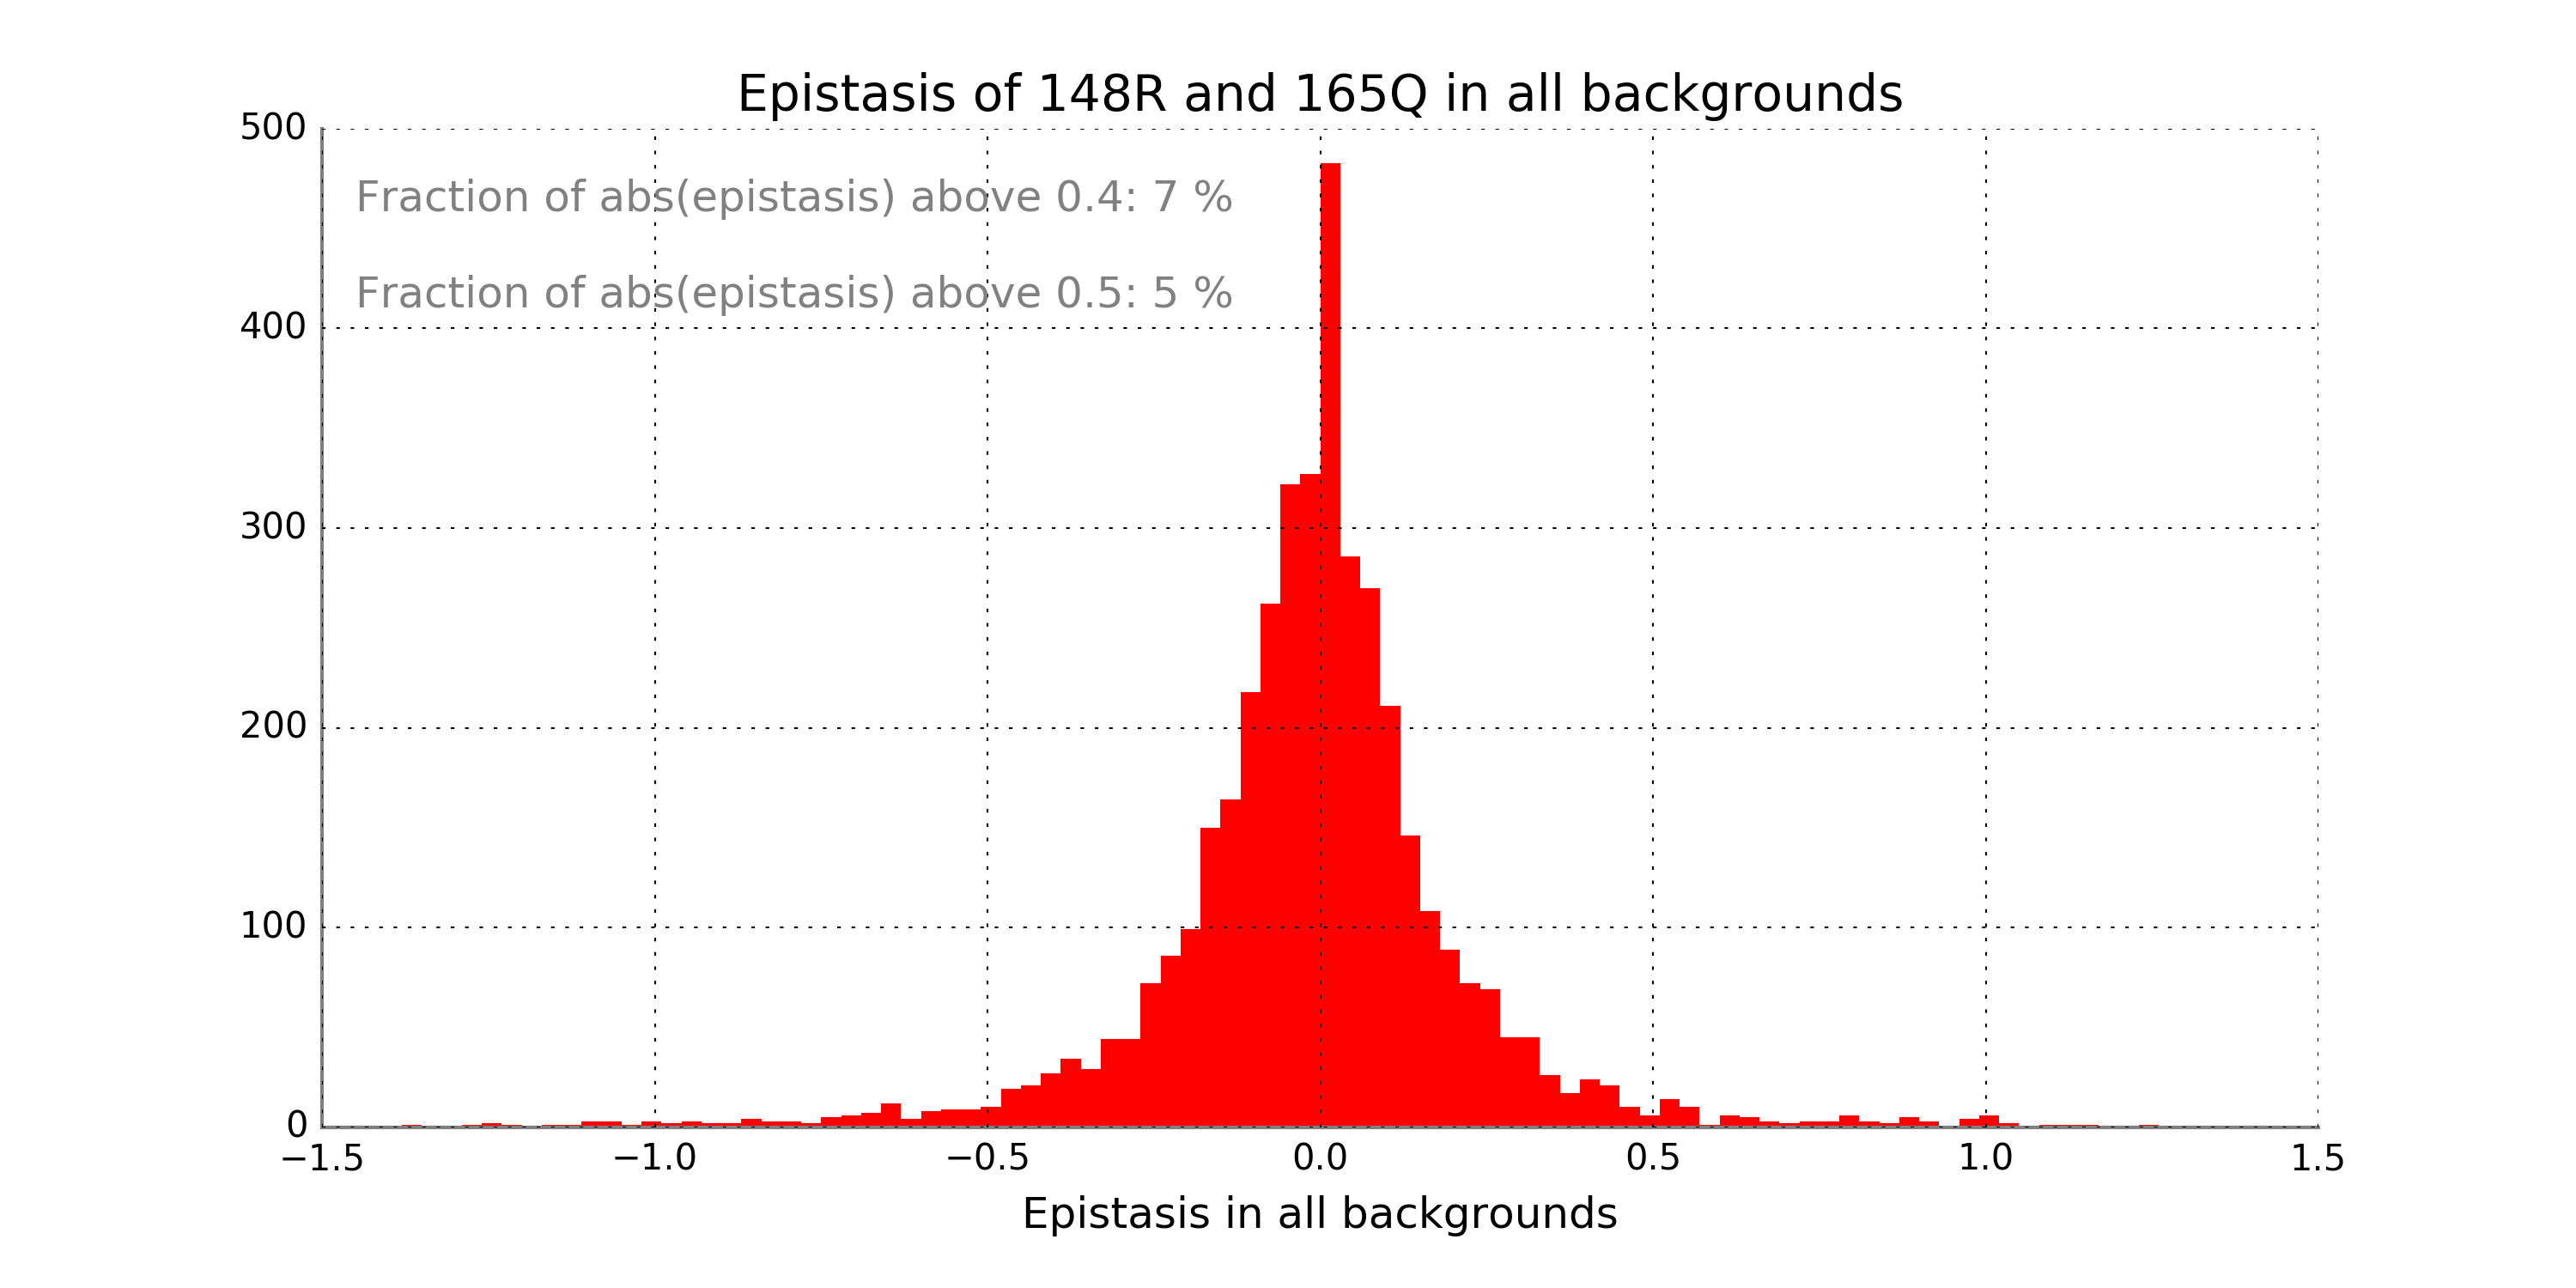 Epistasis of 148R and 165Q in all backgrounds
500
Fraction of abs(epistasis) above 0.4: 7 %
Fraction of abs(epistasis) above 0.5: 5 %
400
300
200
100
0
−1.5 −1.0 −0.5 0.0 0.5 1.0 1.5
Epistasis in all backgrounds